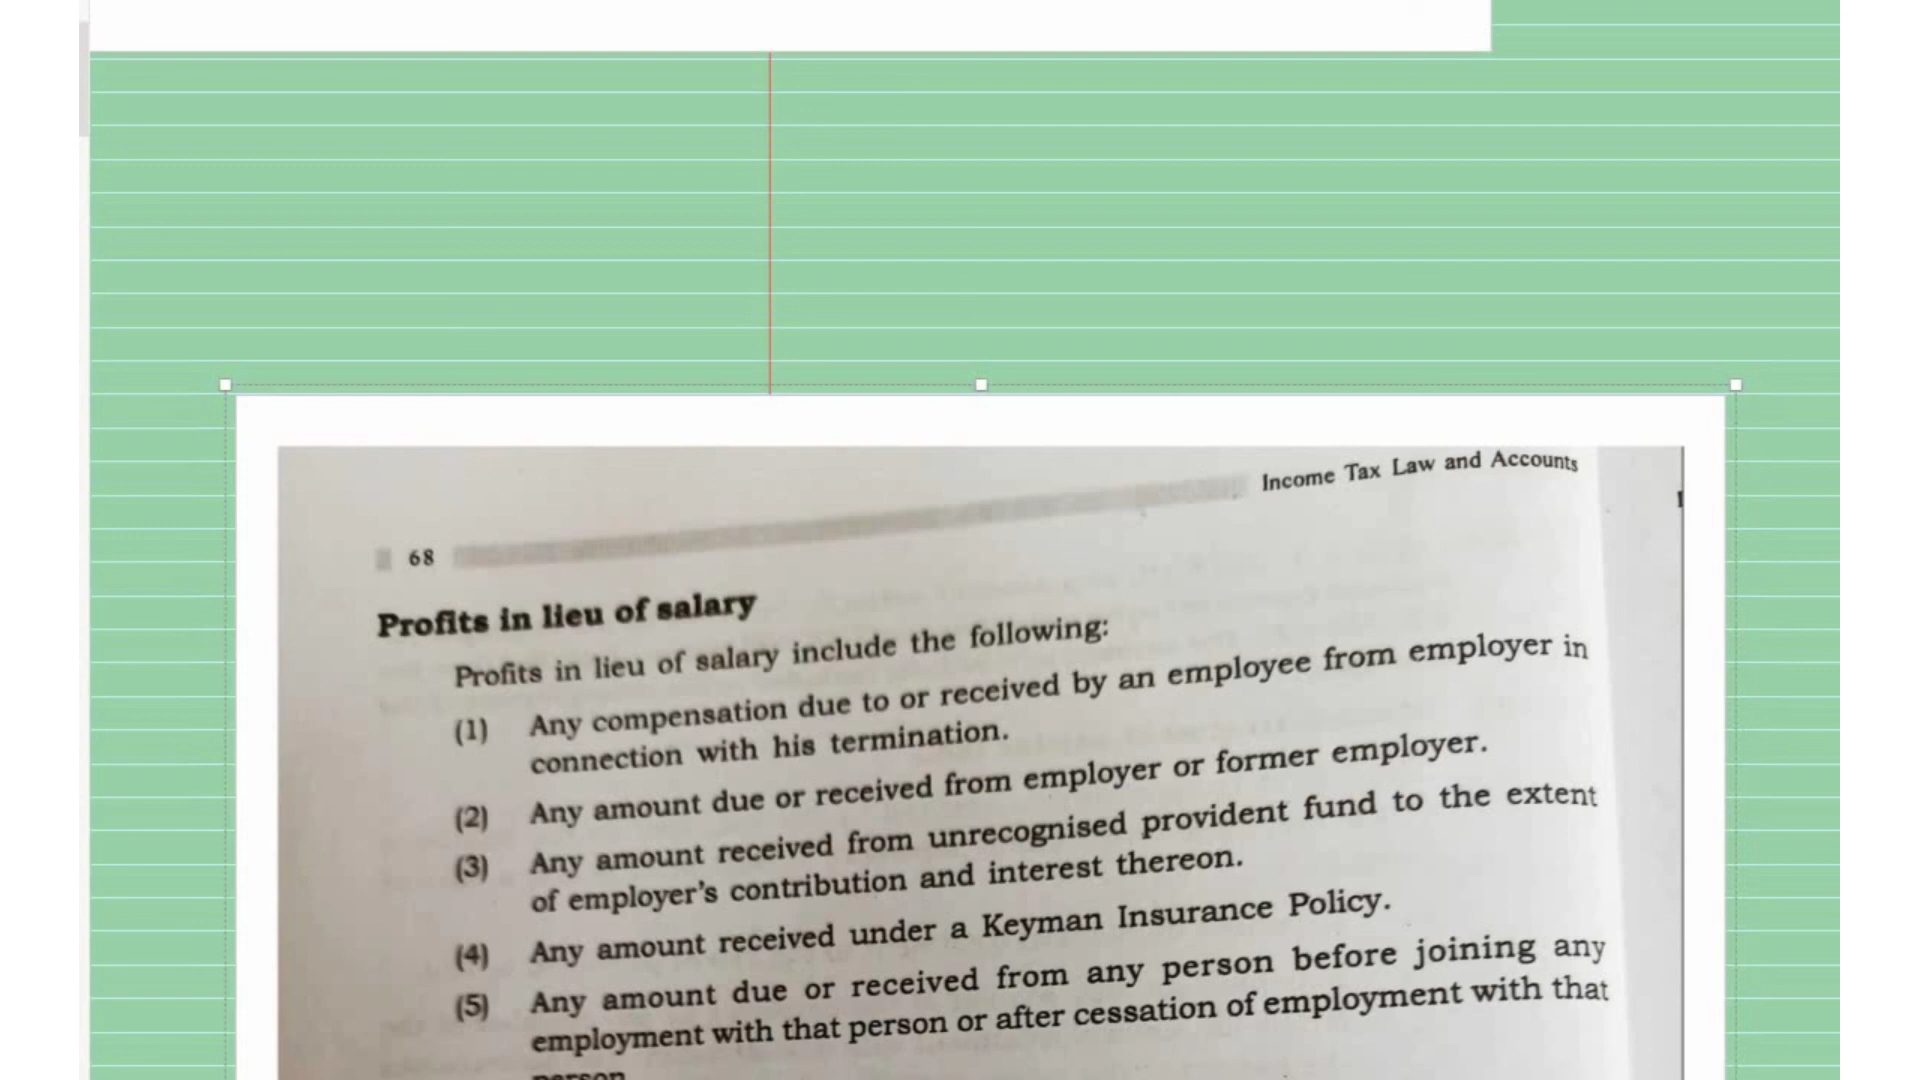 Income Tax Law and Accounts
68
Profits in lieu of salary
Profits in lieu of salary include the following:
(1) Any compensation due to or received by an employee from employer in
connection with his termination.
(2) Any amount due or received from employer or former employer.
(3) Any amount received from unrecognised provident fund to the extent
of employer's contribution and interest thereon.
(4) Any amount received under a Keyman Insurance Policy.
(5) Any amount due or received from any person before joining any
employment with that person or after cessation of employment with that
person